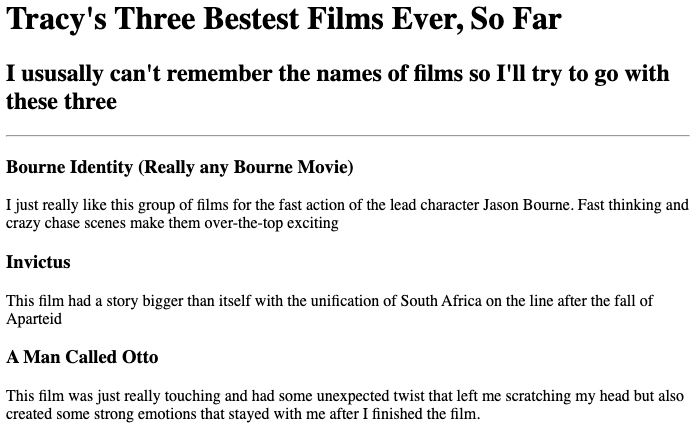 Tracy's Three Bestest Films Ever, So Far
I ususally can't remember the names of films so I'll try to go with
these three
Bourne Identity (Really any Bourne Movie)
I just really like this group of films for the fast action of the lead character Jason Bourne. Fast thinking and
crazy chase scenes make them over-the-top exciting
Invictus
This film had a story bigger than itself with the unification of South Africa on the line after the fall of
Aparteid
A Man Called Otto
This film was just really touching and had some unexpected twist that left me scratching my head but also
created some strong emotions that stayed with me after I finished the film.